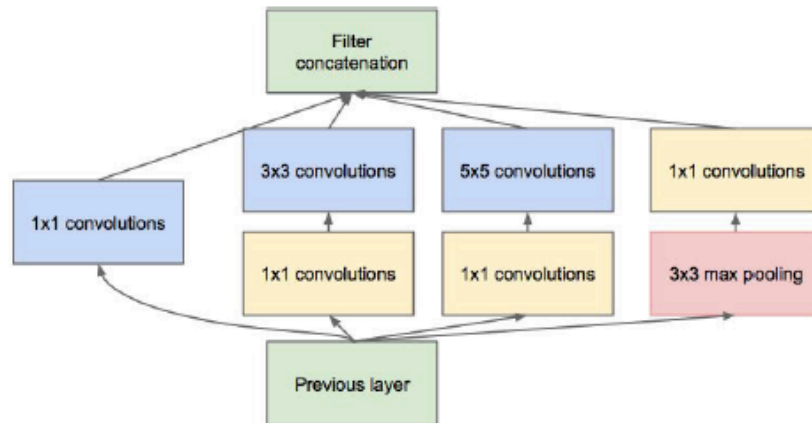 Filter
concatenation
3x3 convolutions
5x5 convolutions
1x1 convolutions
1x1 convolutions
1x1 convolutions
1x1 convolutions
3x3 max pooling
Previous layer